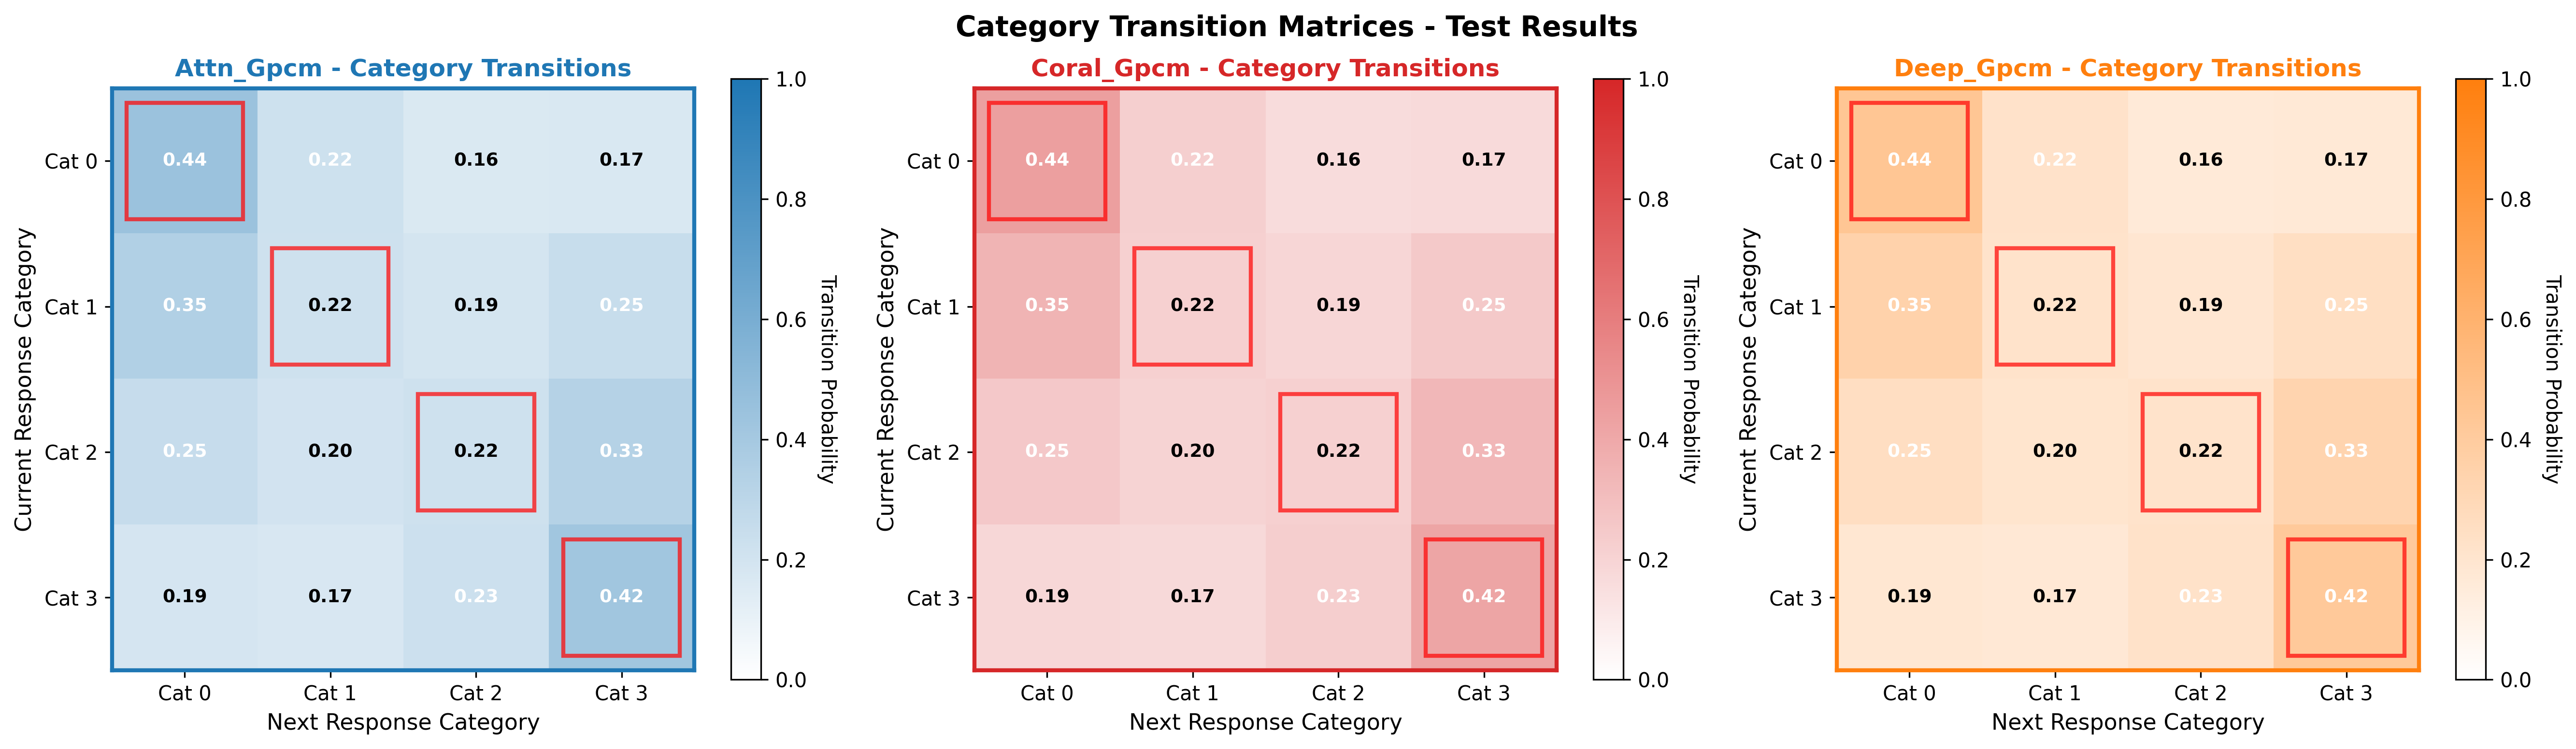 Category Transition Matrices - Test Results
Attn_Gpcm - Category Transitions
Current Response Category
Cat 0 0.44 0.22 0.16 0.17
Cat 1 0.35 0.22 0.19 0.25
Cat 2 0.25 0.20 0.22 0.33
Cat 3 0.19 0.17 0.23 0.42
Cat 0 Cat 1 Cat 2 Cat 3
Next Response Category
1.0
0.8
0.6
0.4
0.2
0.0
Transition Probability
Coral_Gpcm - Category Transitions
Current Response Category
Cat 0 0.44 0.22 0.16 0.17
Cat 1 0.35 0.22 0.19 0.25
Cat 2 0.25 0.20 0.22 0.33
Cat 3 0.19 0.17 0.23 0.42
Cat 0 Cat 1 Cat 2 Cat 3
Next Response Category
1.0
0.8
0.6
0.4
0.2
0.0
Transition Probability
Deep_Gpcm - Category Transitions
Current Response Category
Cat 0 0.44 0.22 0.16 0.17
Cat 1 0.35 0.22 0.19 0.25
Cat 2 0.25 0.20 0.22 0.33
Cat 3 0.19 0.17 0.23 0.42
Cat 0 Cat 1 Cat 2 Cat 3
Next Response Category
1.0
0.8
0.6
0.4
0.2
0.0
Transition Probability